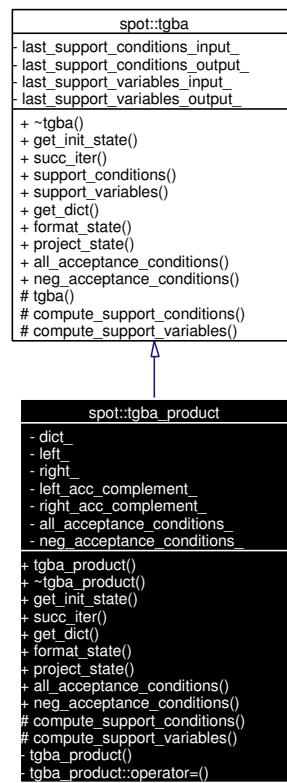 spot::tgba
- last_support_conditions_input_
- last_support_conditions_output_
- last_support_variables_input_
- last_support_variables_output_
+ ~tgba()
+ get_init_state()
+ succ_iter()
+ support_conditions()
+ support_variables()
+ get_dict()
+ format_state()
+ project_state()
+ all_acceptance_conditions()
+ neg_acceptance_conditions()
# tgba()
# compute_support_conditions()
# compute_support_variables()
spot::tgba_product
- dict_
- left_
- right_
- left_acc_complement_
- right_acc_complement_
- all_acceptance_conditions_
- neg_acceptance_conditions_
+ tgba_product()
+ ~tgba_product()
+ get_init_state()
+ succ_iter()
+ get_dict()
+ format_state()
+ project_state()
+ all_acceptance_conditions()
+ neg_acceptance_conditions()
# compute_support_conditions()
# compute_support_variables()
- tgba_product()
- tgba_product::operator=()